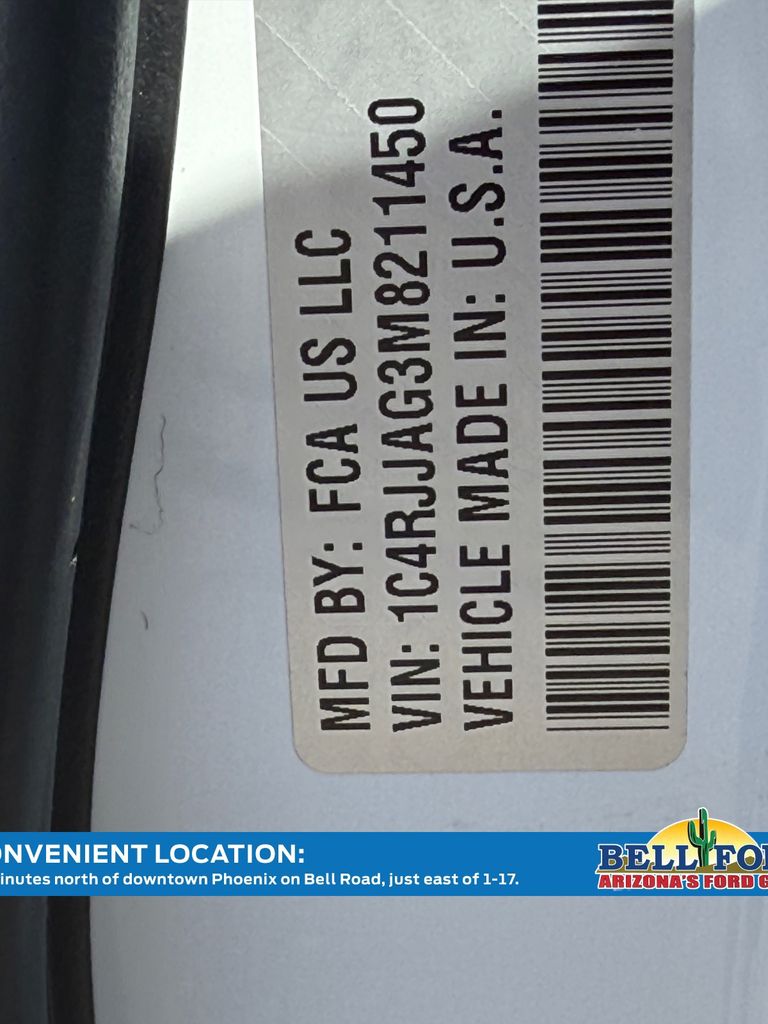 MFD BY: FCA US LLC
VIN: 1C4RJJAG3M8211450
VEHICLE MADE IN: U.S.A.
ONVENIENT LOCATION:
inutes north of downtown Phoenix on Bell Road, just east of 1-17.
BELL FO
ARIZONA'S FORD G